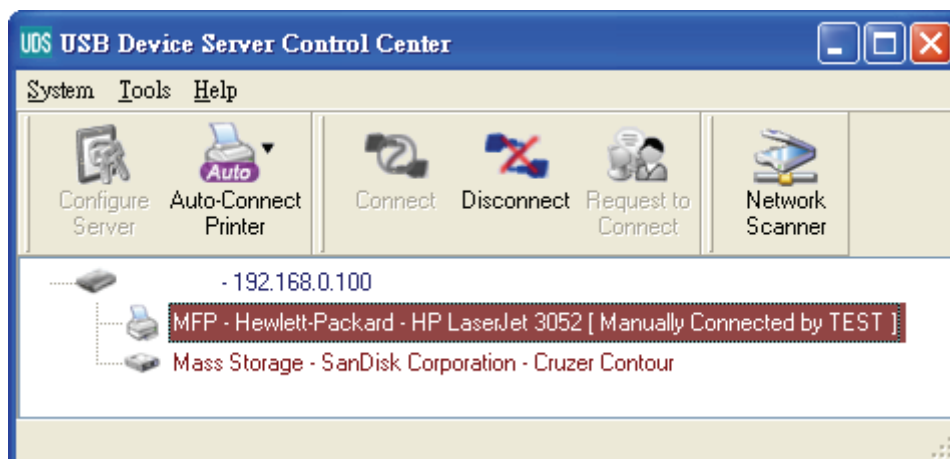 UDS USB Device Server Control Center
System Tools Help
Auto
Configure Server
Auto-Connect Printer
Connect
Disconnect
Request to Connect
Network Scanner
- 192.168.0.100
MFP - Hewlett-Packard - HP LaserJet 3052 [ Manually Connected by TEST ]
Mass Storage - SanDisk Corporation - Cruzer Contour